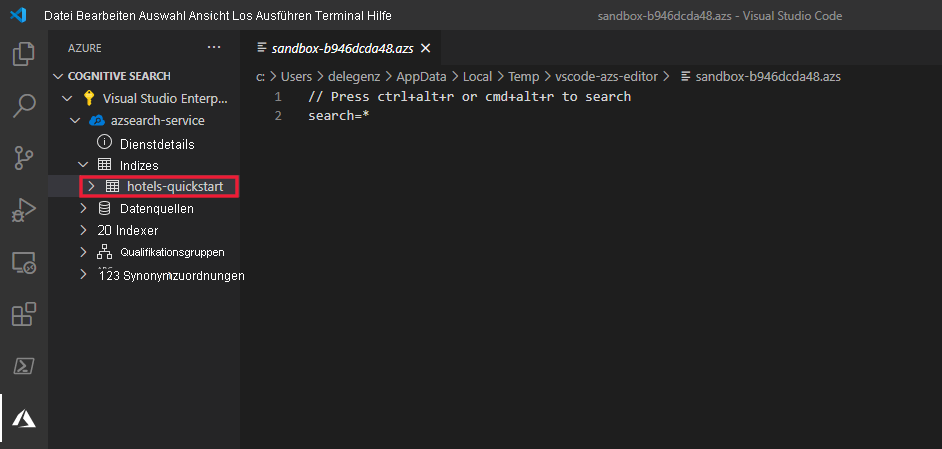 Datei Bearbeiten Auswahl Ansicht Los Ausführen Terminal Hilfe
sandbox-b946dcda48.azs - Visual Studio Code
AZURE ...
COGNITIVE SEARCH
Visual Studio Enterp...
azsearch-service
Dienstdetails
Indizes
hotels-quickstart
Datenquellen
20 Indexer
Qualifikationsgruppen
123 Synonymzuordnungen
sandbox-b946dcda48.azs
c: > Users > delegenz > AppData > Local > Temp > vscode-azs-editor > sandbox-b946dcda48.azs
1 // Press ctrl+alt+r or cmd+alt+r to search
2 search=*